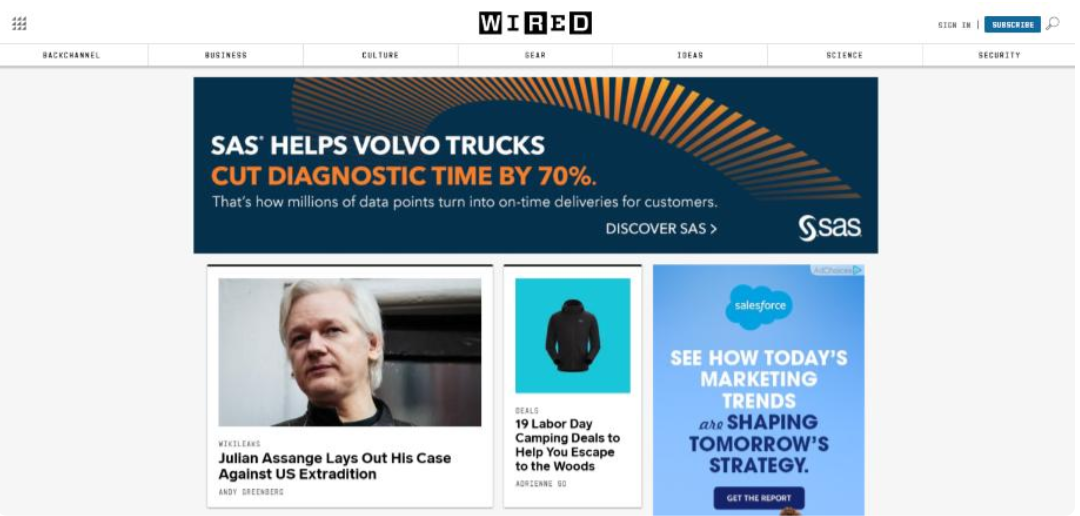 WIRED
SIGN IN | SUBSCRIBE
BACKCHANNEL BUSINESS CULTURE GEAR IDEAS SCIENCE SECURITY
SAS® HELPS VOLVO TRUCKS
CUT DIAGNOSTIC TIME BY 70%.
That's how millions of data points turn into on-time deliveries for customers.
DISCOVER SAS >
sas
WIKILEAKS
Julian Assange Lays Out His Case
Against US Extradition
ANDY GREENBERG
DEALS
19 Labor Day
Camping Deals to
Help You Escape
to the Woods
ADRIENNE SO
AdChoices
salesforce
SEE HOW TODAY'S
MARKETING
TRENDS
are SHAPING
TOMORROW'S
STRATEGY.
GET THE REPORT